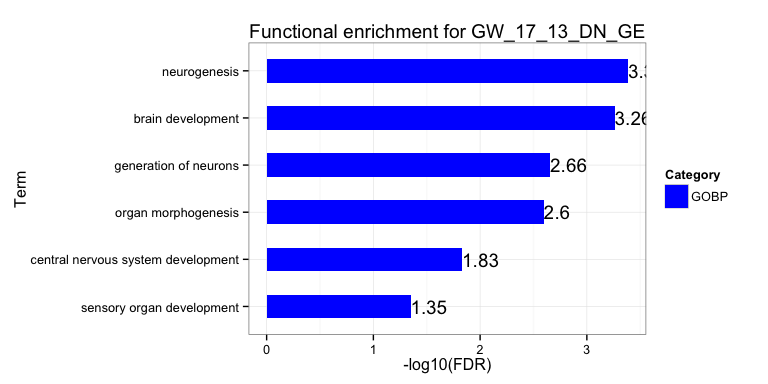 Functional enrichment for GW_17_13_DN_GE
neurogenesis
brain development
3.26
generation of neurons
2.66
organ morphogenesis
2.6
central nervous system development
1.83
sensory organ development
1.35
Term
0 1 2 3
-log10(FDR)
Category
GOBP